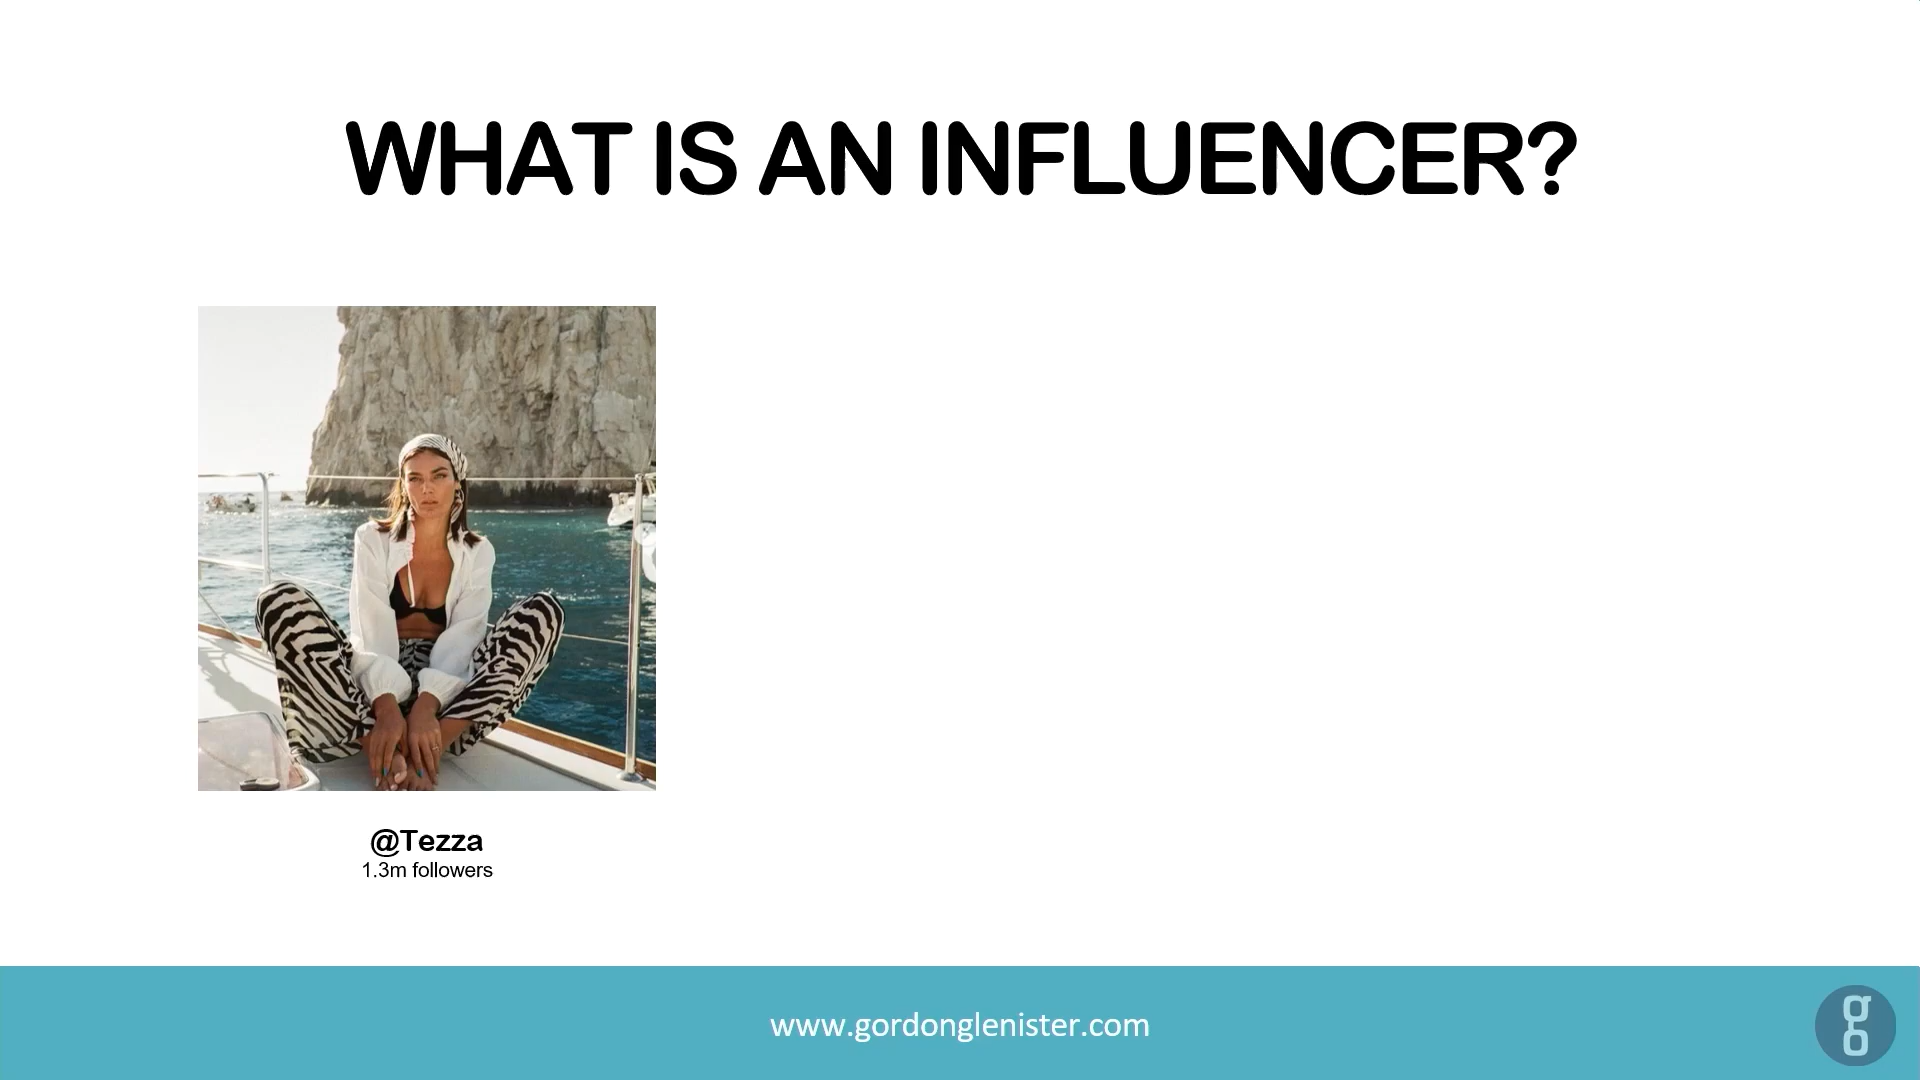 WHAT IS AN INFLUENCER?
@Tezza
1.3m followers
www.gordonglenister.com
g
o